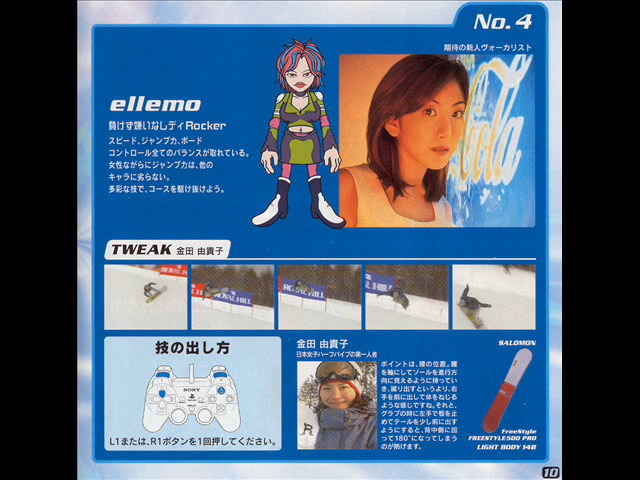 No.4
期待の新人ヴォーカリスト
ellemo
負けず嫌いなレディRocker
スピード、ジャンプ力、ボード
コントロール全てのバランスが取れている。
女性ながらにジャンプ力は、他の
キャラに劣らない。
多彩な技で、コースを駆け抜けよう。
Cola
TWEAK 金田 由貴子
ROYAL HILL
ROYAL HILL
技の出し方
SONY
L1または、R1ボタンを1回押してください。
金田 由貴子
日本女子ハーフパイプの第一人者
ポイントは、腰の位置。腰
を軸にしてソールを進行方
向に見えるように持ってい
き、蹴り出すというより、右
手を前に出して体をねじる
ような感じですね。それと、
グラブの時に左手で板を止
めてテールを少し前に出す
ようにすると、背中側に回
って180°になってしまう
のが防げます。
SALOMON
FreeStyle
FREESTYLE500 PRO
LIGHT BODY 148
10